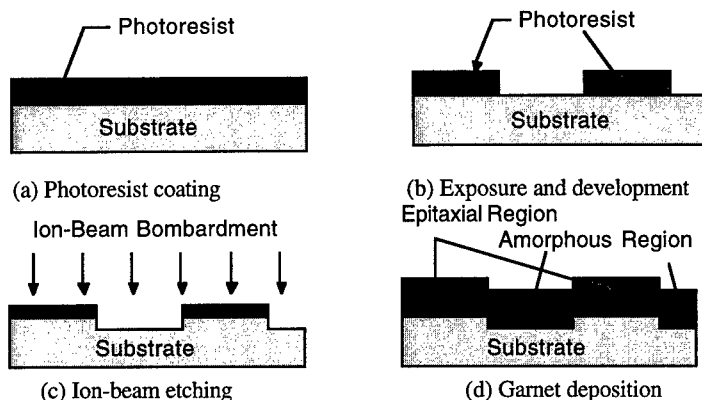 Photoresist
Substrate
(a) Photoresist coating
Photoresist
Substrate
(b) Exposure and development
Ion-Beam Bombardment
Substrate
(c) Ion-beam etching
Epitaxial Region
Amorphous Region
Substrate
(d) Garnet deposition